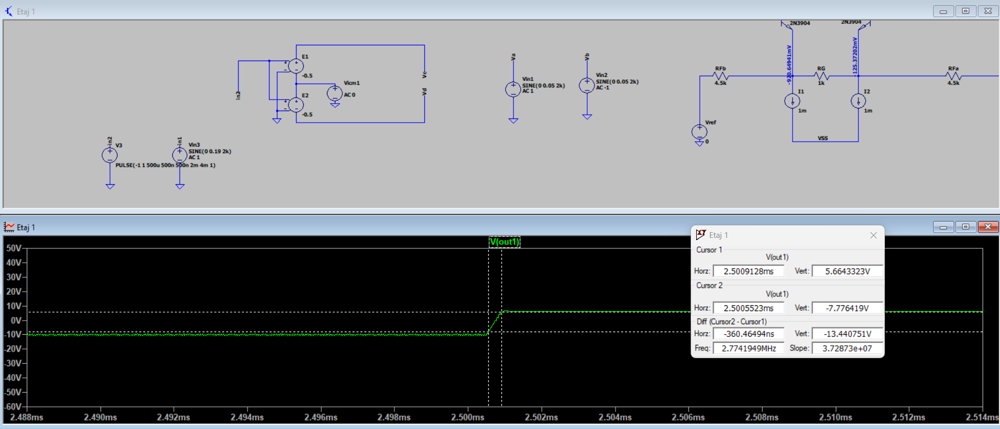 Etaj 1
2N3904
2N3904
E1
-0.5
Vc
Vicm1
AC 0
in2
E2
-0.5
Vd
Va
Vin1
SINE(0 0.05 2k)
AC 1
Vb
Vin2
SINE(0 0.05 2k)
AC -1
-920.64941mV
-125.37202mV
RFb
4.5k
RG
1k
RFa
4.5k
I1
1m
I2
1m
Vref
0
VSS
in2
V3
PULSE(-1 1 500u 500n 500n 2m 4m 1)
in1
Vin3
SINE(0 0.19 2k)
AC 1
Etaj 1
V(out1)
50V
40V
30V
20V
10V
0V
-10V
-20V
-30V
-40V
-50V
-60V
2.488ms 2.490ms 2.492ms 2.494ms 2.496ms 2.498ms 2.500ms 2.502ms 2.504ms 2.506ms 2.508ms 2.510ms 2.512ms 2.514ms
Etaj 1
Cursor 1
V(out1)
Horz: 2.5009128ms Vert: 5.6643323V
Cursor 2
V(out1)
Horz: 2.5005523ms Vert: -7.776419V
Diff (Cursor2 - Cursor1)
Horz: -360.46494ns Vert: -13.440751V
Freq: 2.7741949MHz Slope: 3.72873e+07